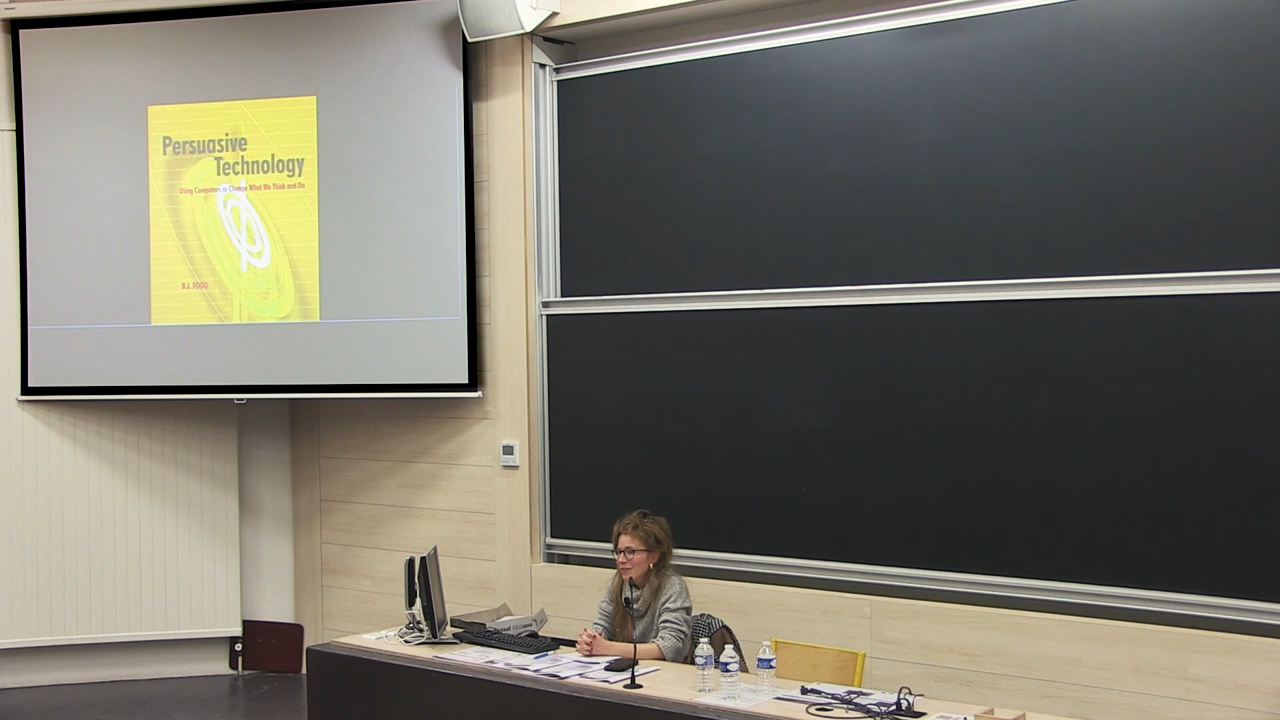 Persuasive
Technology
Using Computers to Change What We Think and Do
B.J. FOGG